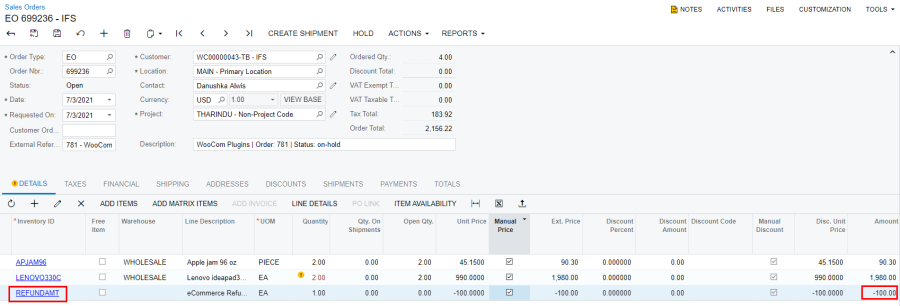 Sales Orders
EO 699236 - IFS
NOTES ACTIVITIES FILES CUSTOMIZATION TOOLS
CREATE SHIPMENT HOLD ACTIONS REPORTS
* Order Type: EO * Customer: WC00000043-TB - IFS Ordered Qty.: 4.00
Order Nbr.: 699236 * Location: MAIN - Primary Location Discount Total: 0.00
Status: Open Contact: Danushka Alwis VAT Exempt T... 0.00
* Date: 7/3/2021 Currency: USD 1.00 VIEW BASE VAT Taxable T... 0.00
* Requested On: 7/3/2021 * Project: THARINDU - Non-Project Code. Tax Total: 183.92
Customer Ord... Order Total: 2,156.22
External Refer... 781 - WooCom Description: WooCom Plugins | Order: 781 | Status: on-hold
DETAILS TAXES FINANCIAL SHIPPING ADDRESSES DISCOUNTS SHIPMENTS PAYMENTS TOTALS
ADD ITEMS ADD MATRIX ITEMS ADD INVOICE LINE DETAILS PO LINK ITEM AVAILABILITY
* Inventory ID Free Item Warehouse Line Description * UOM Quantity Qty. On Shipments Open Qty. Unit Price Manual Price Ext. Price Discount Percent Discount Amount Discount Code Manual Discount Disc. Unit Price Amount
APJAM96 WHOLESALE Apple jam 96 oz PIECE 2.00 0.00 2.00 45.1500 90.30 0.000000 0.00 45.1500 90.30
LENOVO330C WHOLESALE Lenovo ideapad3... EA 2.00 0.00 2.00 990.0000 1,980.00 0.000000 0.00 990.0000 1,980.00
REFUNDAMT eCommerce Refu... EA 1.00 0.00 0.00 -100.0000 -100.00 0.000000 0.00 -100.0000 -100.00